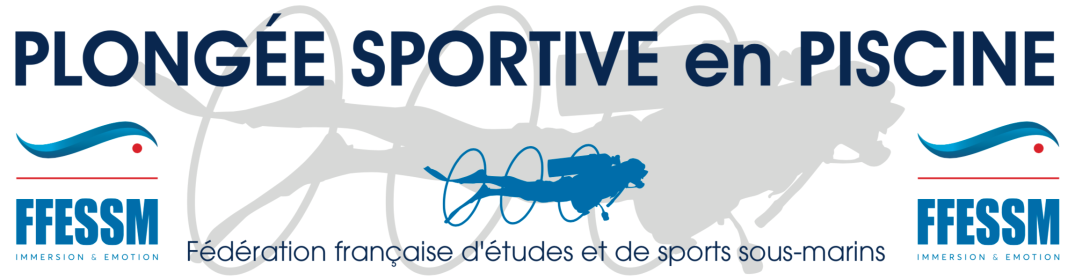 PLONGÉE SPORTIVE en PISCINE
FFESSM
IMMERSION & EMOTION
Fédération française d'études et de sports sous-marins
FFESSM
IMMERSION & EMOTION